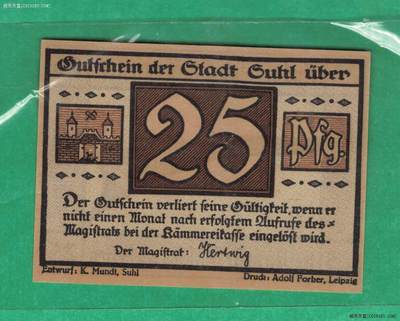 Gutschein der Stadt Suhl über
25
Pfg.
Der Gutschein verliert seine Gültigkeit, wenn er
nicht einen Monat nach erfolgtem Aufrufe des
Magistrats bei der Kämmereikasse eingelöst wird.
Der Magistrat: Hertwig
Entwurf: K. Mundt, Suhl
Druck: Adolf Forker, Leipzig